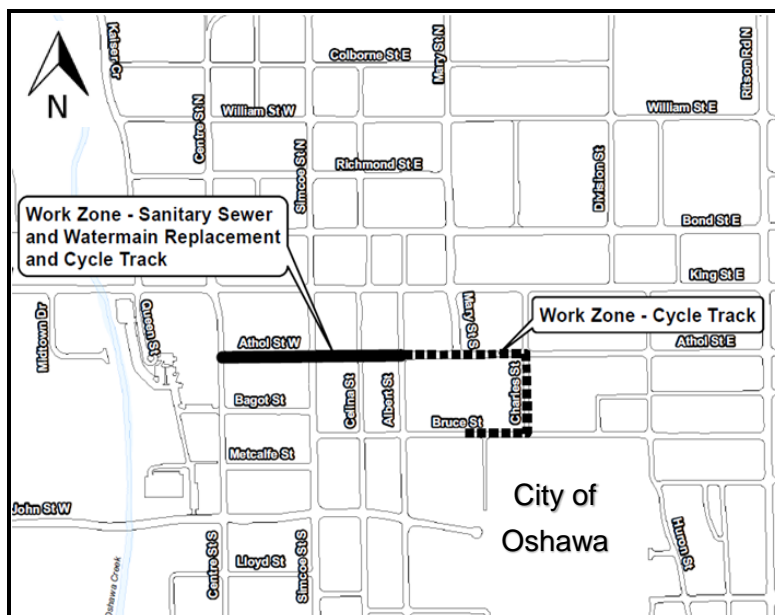 Kaiser Cr
Colborne St E
Mary St N
Ritson Rd N
N
William St W
William St E
Centre St N
Simcoe St N
Richmond St E
Division St
Work Zone - Sanitary Sewer
and Watermain Replacement
and Cycle Track
Bond St E
King St E
Midtown Dr
Queen St
Mary St S
Work Zone - Cycle Track
Athol St W
Athol St E
Celina St
Albert St
Charles St
Bagot St
Bruce St
Metcalfe St
City of
Oshawa
John St W
Huron St
Centre St S
Lloyd St
Simcoe St S
Oshawa Creek